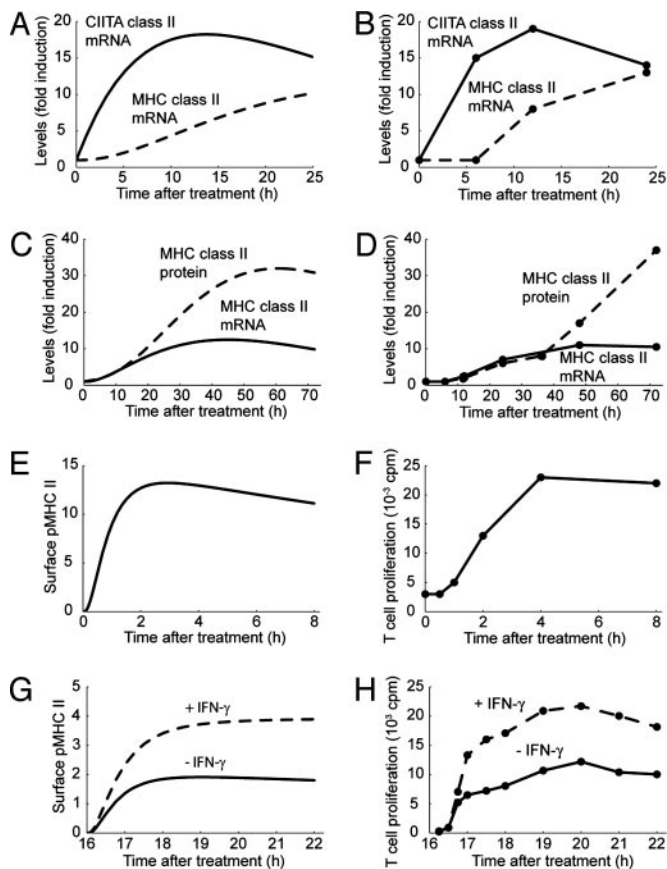 A
Levels (fold induction)
20
15
10
5
0
CIITA class II
mRNA
MHC class II
mRNA
0 5 10 15 20 25
Time after treatment (h)
B
Levels (fold induction)
20
15
10
5
0
CIITA class II
mRNA
MHC class II
mRNA
0 5 10 15 20 25
Time after treatment (h)
C
Levels (fold induction)
40
30
20
10
0
MHC class II
protein
MHC class II
mRNA
0 10 20 30 40 50 60 70
Time after treatment (h)
D
Levels (fold induction)
40
30
20
10
0
MHC class II
protein
MHC class II
mRNA
0 10 20 30 40 50 60 70
Time after treatment (h)
E
Surface pMHC II
15
10
5
0
0 2 4 6 8
Time after treatment (h)
F
T cell proliferation (10⁻³ cpm)
25
20
15
10
5
0
0 2 4 6 8
Time after treatment (h)
G
Surface pMHC II
5
4
3
2
1
0
+ IFN-γ
- IFN-γ
16 17 18 19 20 21 22
Time after treatment (h)
H
T cell proliferation (10³ cpm)
25
20
15
10
5
0
+ IFN-γ
- IFN-γ
16 17 18 19 20 21 22
Time after treatment (h)